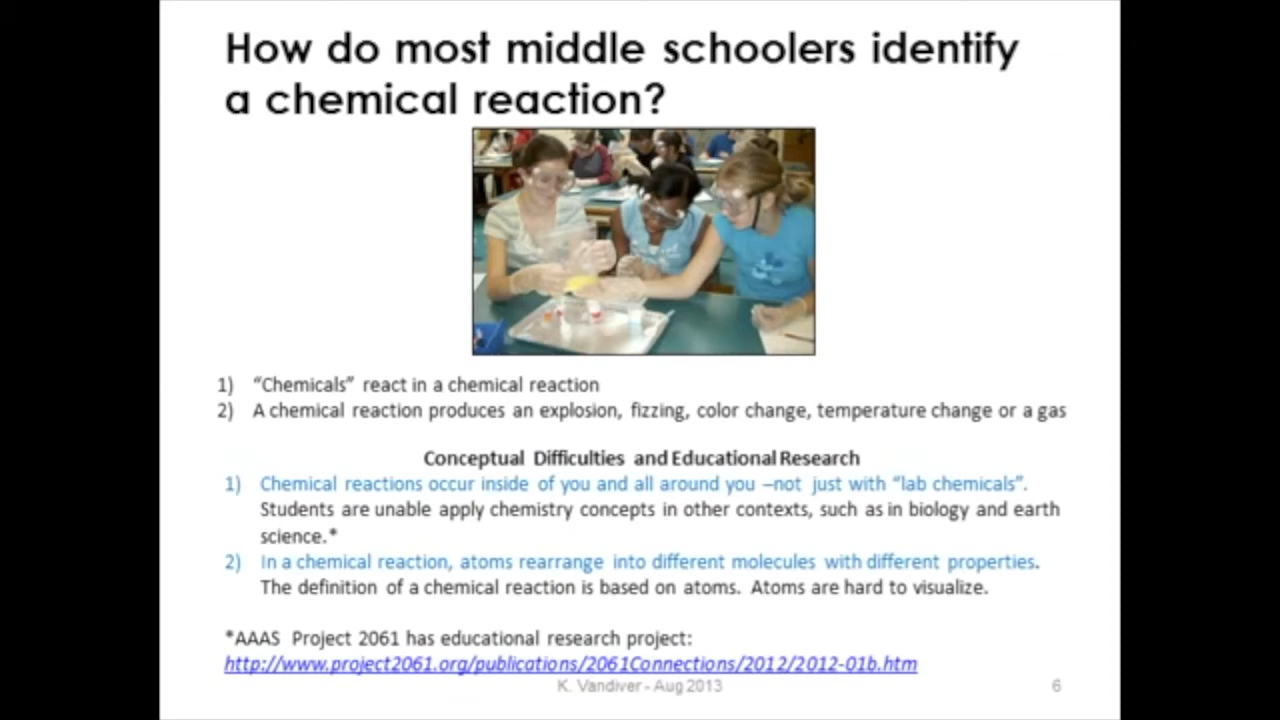 How do most middle schoolers identify
a chemical reaction?
1) “Chemicals” react in a chemical reaction
2) A chemical reaction produces an explosion, fizzing, color change, temperature change or a gas
Conceptual Difficulties and Educational Research
1) Chemical reactions occur inside of you and all around you –not just with “lab chemicals”.
Students are unable apply chemistry concepts in other contexts, such as in biology and earth
science.*
2) In a chemical reaction, atoms rearrange into different molecules with different properties.
The definition of a chemical reaction is based on atoms. Atoms are hard to visualize.
*AAAS Project 2061 has educational research project:
http://www.project2061.org/publications/2061Connections/2012/2012-01b.htm
K. Vandiver - Aug 2013
6